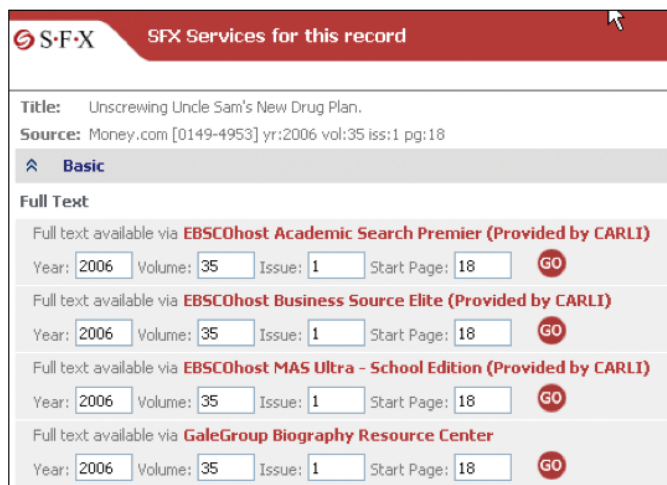 S·F·X SFX Services for this record
Title: Unscrewing Uncle Sam's New Drug Plan.
Source: Money.com [0149-4953] yr:2006 vol:35 iss:1 pg:18
Basic
Full Text
Full text available via EBSCOhost Academic Search Premier (Provided by CARLI)
Year: 2006 Volume: 35 Issue: 1 Start Page: 18 GO
Full text available via EBSCOhost Business Source Elite (Provided by CARLI)
Year: 2006 Volume: 35 Issue: 1 Start Page: 18 GO
Full text available via EBSCOhost MAS Ultra - School Edition (Provided by CARLI)
Year: 2006 Volume: 35 Issue: 1 Start Page: 18 GO
Full text available via GaleGroup Biography Resource Center
Year: 2006 Volume: 35 Issue: 1 Start Page: 18 GO